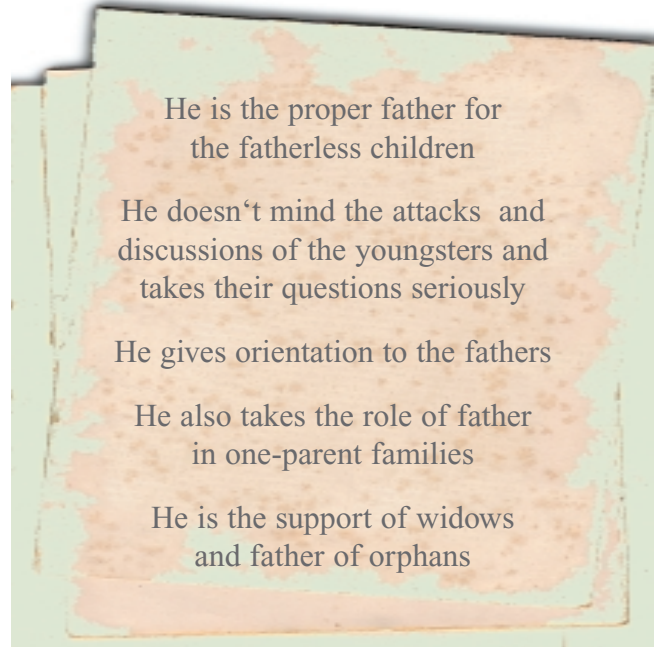 He is the proper father for
the fatherless children
He doesn‘t mind the attacks  and
discussions of the youngsters and
takes their questions seriously
He gives orientation to the fathers
He also takes the role of father
in one-parent families
He is the support of widows
and father of orphans